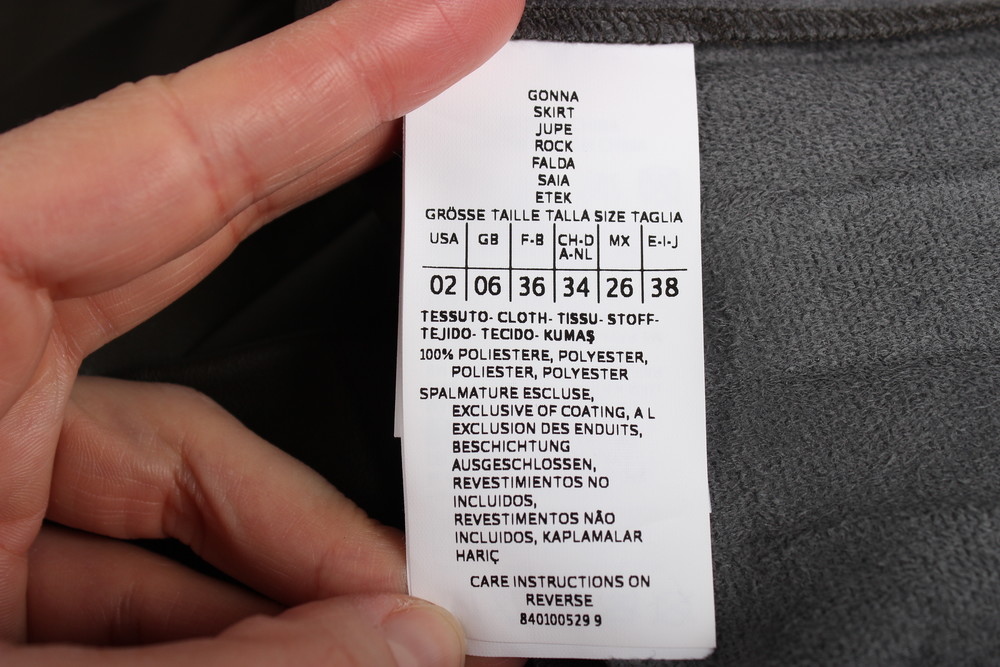 GONNA
SKIRT
JUPE
ROCK
FALDA
SAIA
ETEK
GRÖSSE TAILLE TALLA SIZE TAGLIA
USA GB F-B CH-D A-NL MX E-I-J
02 06 36 34 26 38
TESSUTO- CLOTH- TISSU- STOFF-
TEJIDO- TECIDO- KUMAŞ
100% POLIESTERE, POLYESTER,
POLIESTER, POLYESTER
SPALMATURE ESCLUSE,
EXCLUSIVE OF COATING, A L
EXCLUSION DES ENDUITS,
BESCHICHTUNG
AUSGESCHLOSSEN,
REVESTIMIENTOS NO
INCLUIDOS,
REVESTIMENTOS NÃO
INCLUIDOS, KAPLAMALAR
HARIÇ
CARE INSTRUCTIONS ON
REVERSE
840100529 9